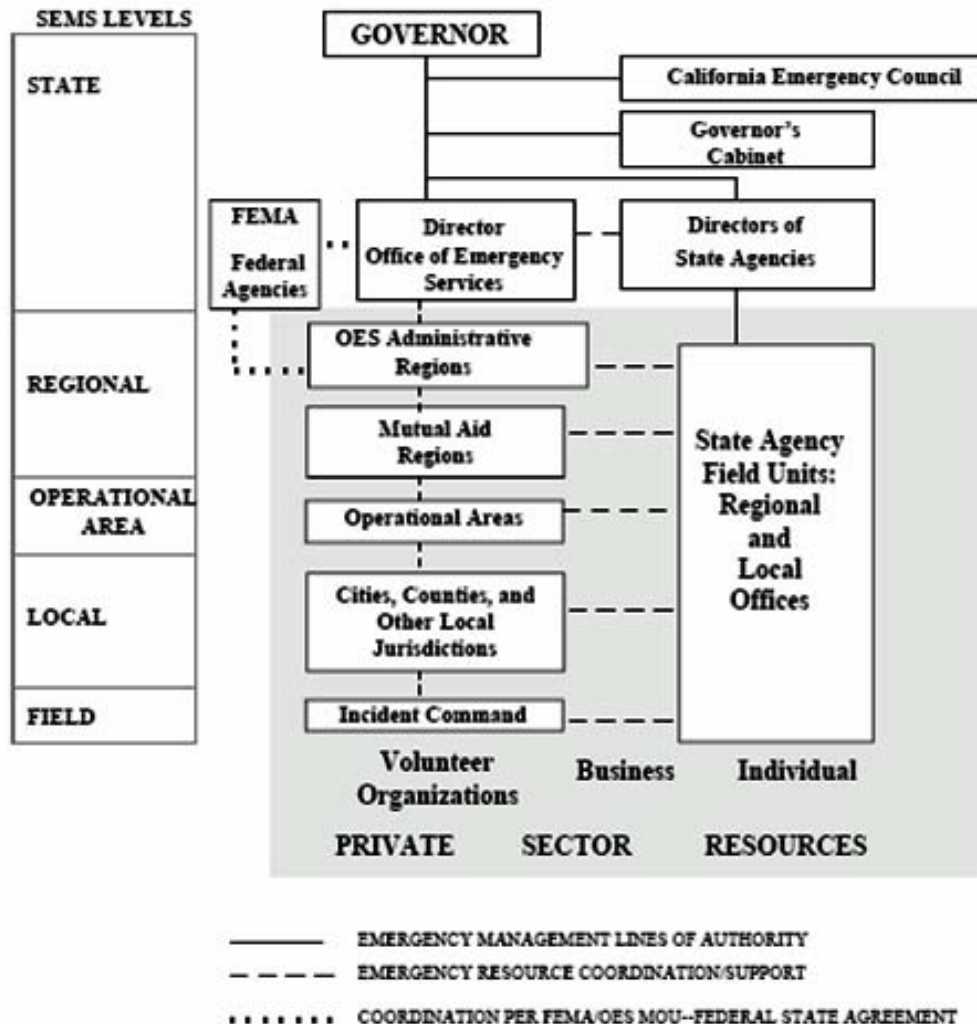 SEMS LEVELS
STATE
REGIONAL
OPERATIONAL
AREA
LOCAL
FIELD
GOVERNOR
California Emergency Council
Governor's
Cabinet
FEMA
Federal
Agencies
Director
Office of Emergency
Services
Directors of
State Agencies
OES Administrative
Regions
Mutual Aid
Regions
Operational Areas
Cities, Counties, and
Other Local
Jurisdictions
Incident Command
State Agency
Field Units:
Regional
and
Local
Offices
Volunteer
Organizations
Business
Individual
PRIVATE SECTOR RESOURCES
EMERGENCY MANAGEMENT LINES OF AUTHORITY
EMERGENCY RESOURCE COORDINATION/SUPPORT
COORDINATION PER FEMA/OES MOU--FEDERAL STATE AGREEMENT